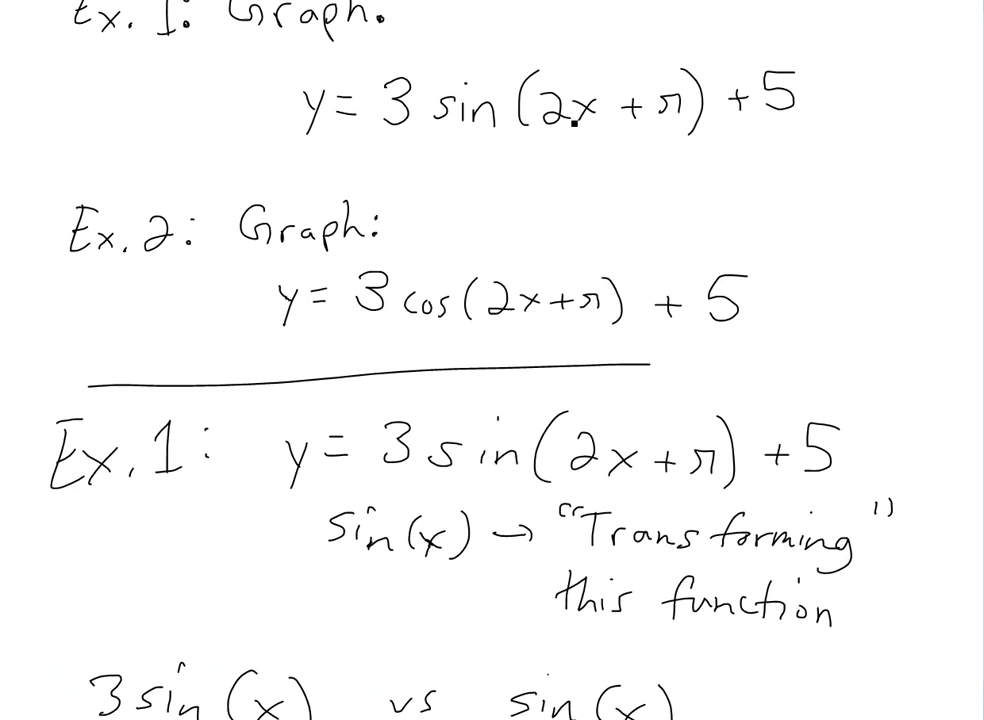 Ex. 1: Graph:
y = 3 sin (2x + π) + 5
Ex. 2: Graph:
y = 3 cos (2x + π) + 5
Ex. 1: y = 3 sin (2x + π) + 5
sin(x) → "Transforming"
this function
3 sin (x) vs sin (x)